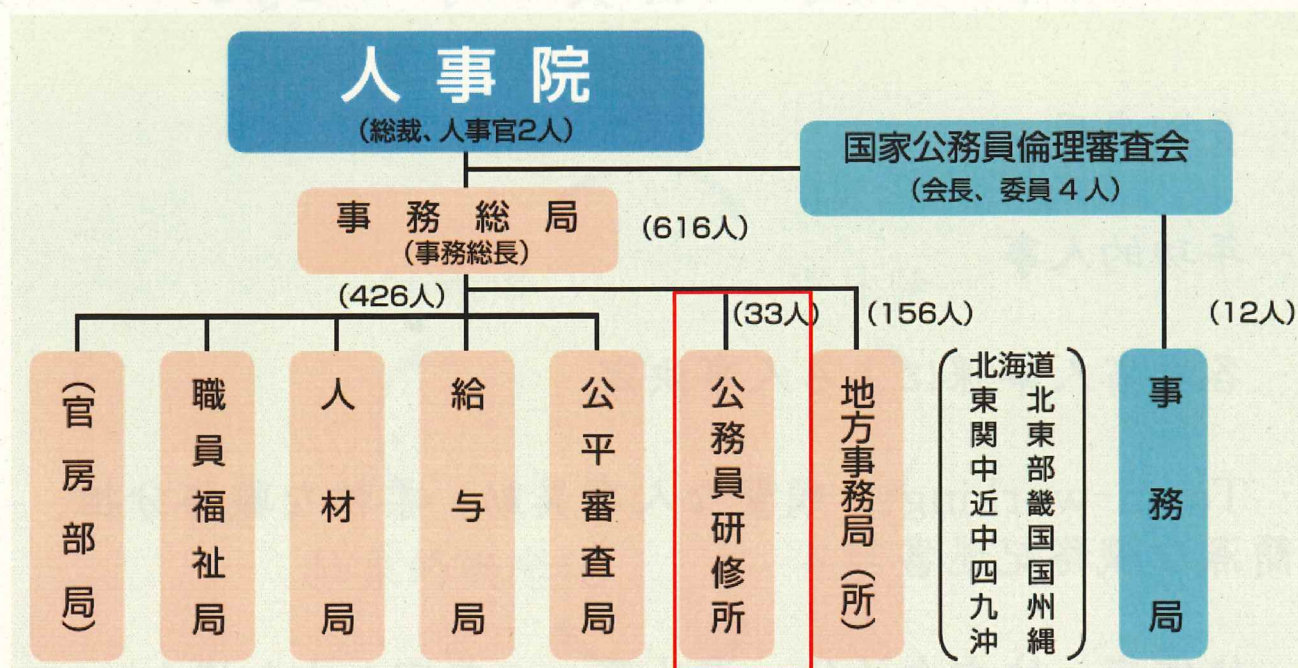 人事院
(総裁、人事官2人)
国家公務員倫理審査会
(会長、委員4人)
事務総局
(事務総長)
(616人)
(426人)
(33人)
(156人)
(12人)
(官房部局)
職員福祉局
人材局
給与局
公平審査局
公務員研修所
地方事務局(所)
北海道
東北
関東
中部
近畿
中国
四国
九州
沖縄
事務局